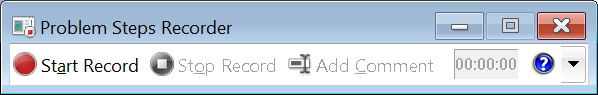 Problem Steps Recorder
Start Record Stop Record Add Comment 00:00:00 ?